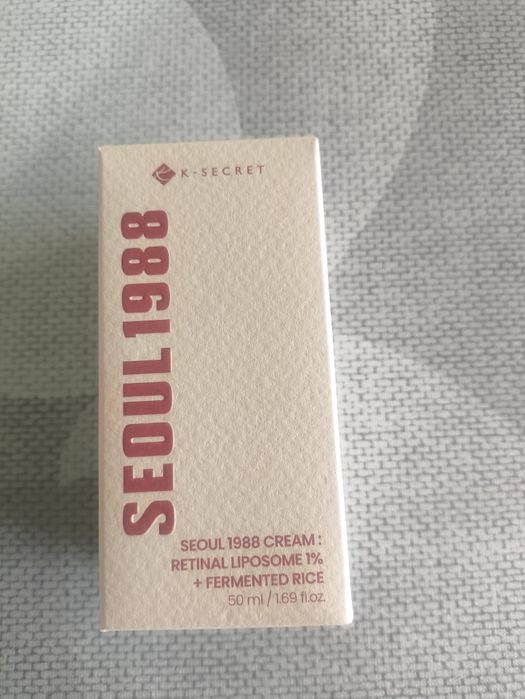 K-SECRET
SEOUL1988
SEOUL 1988 CREAM :
RETINAL LIPOSOME 1%
+ FERMENTED RICE
50 ml / 1.69 fl.oz.